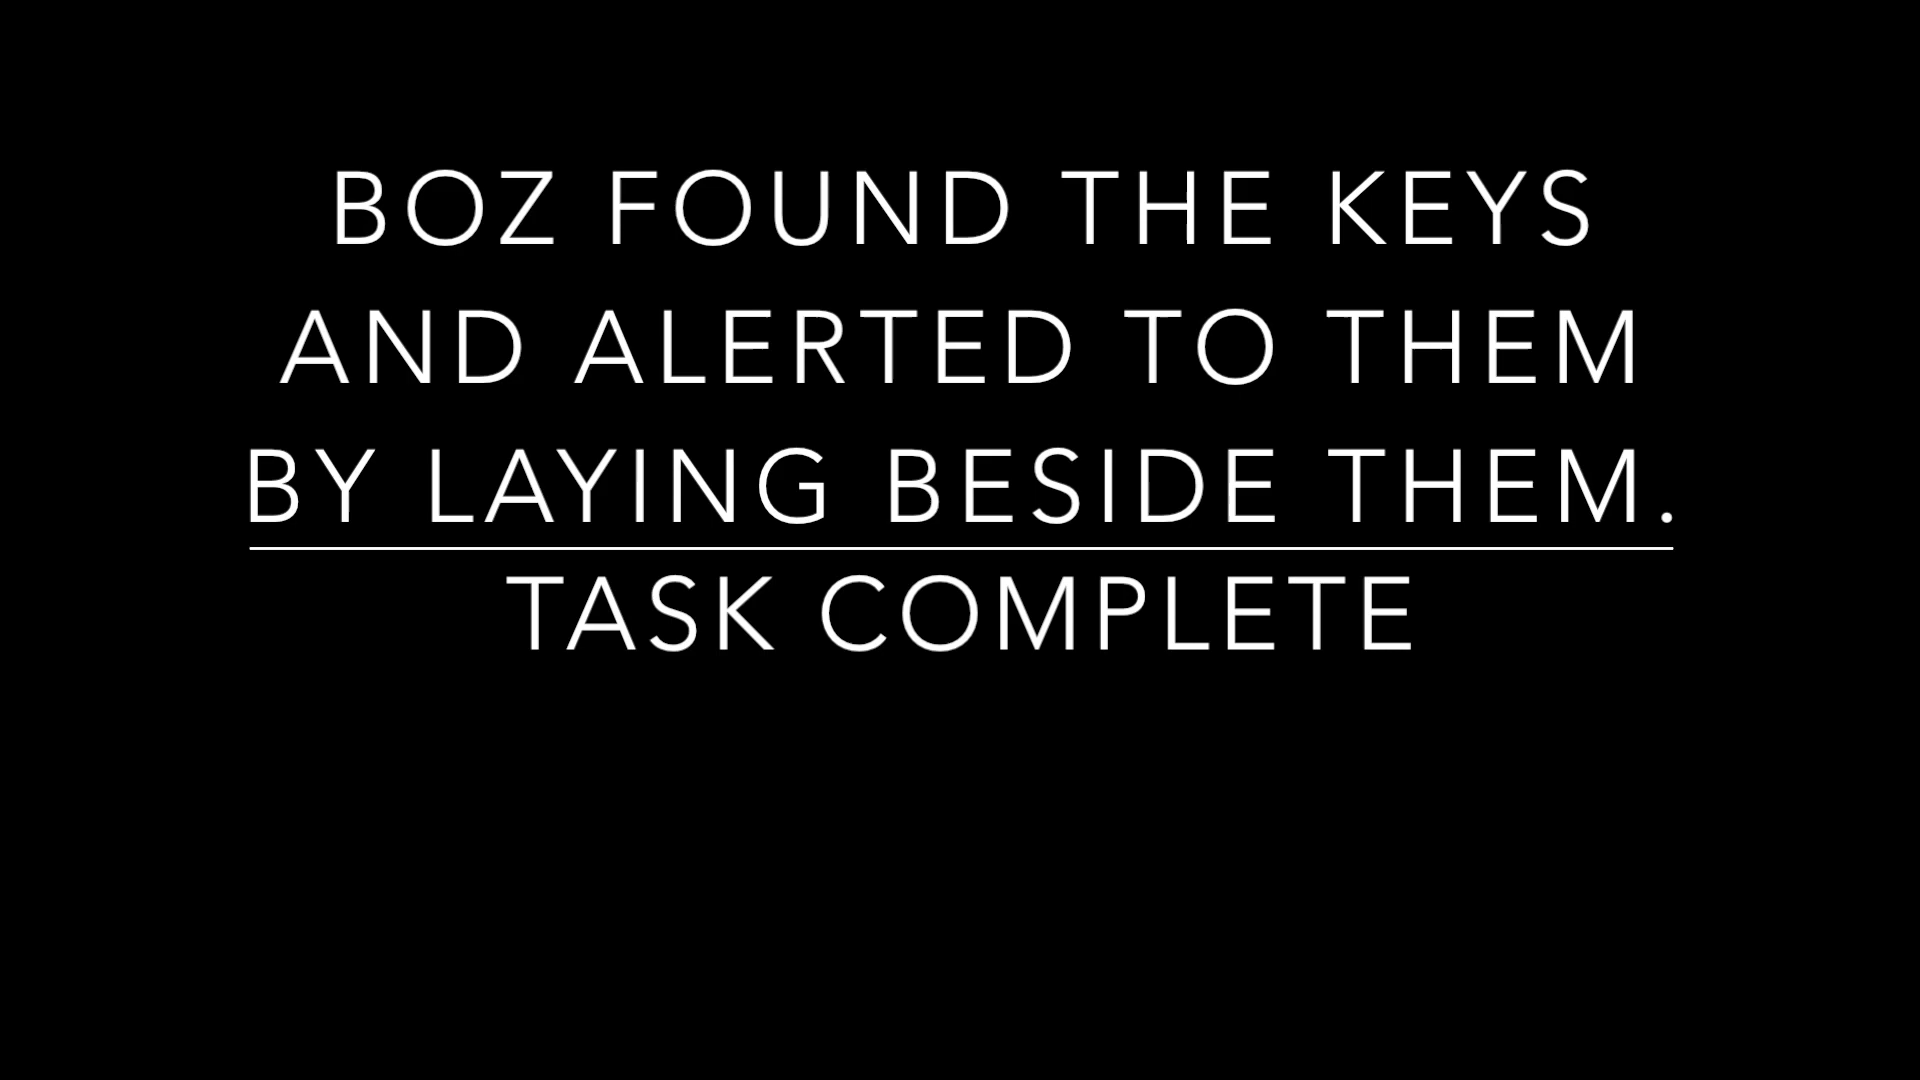 BOZ FOUND THE KEYS
AND ALERTED TO THEM
BY LAYING BESIDE THEM.
TASK COMPLETE